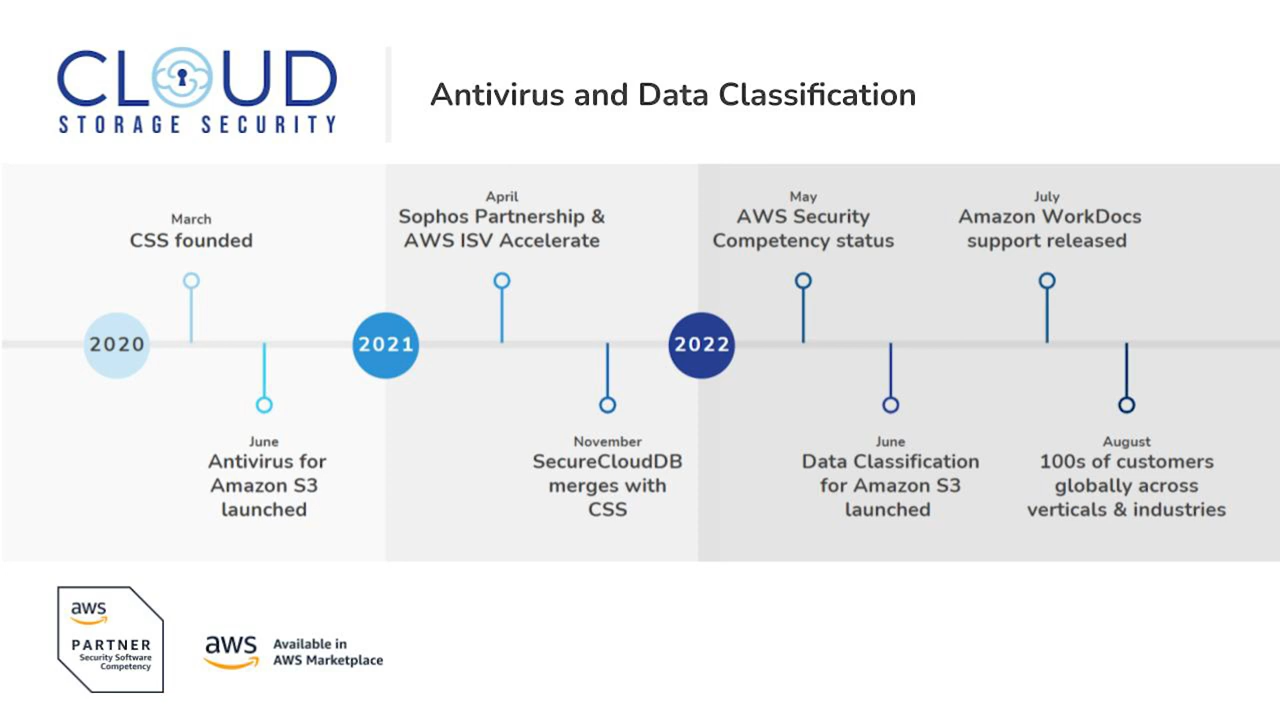 CLOUD
STORAGE SECURITY
Antivirus and Data Classification
March
CSS founded
April
Sophos Partnership &
AWS ISV Accelerate
May
AWS Security
Competency status
July
Amazon WorkDocs
support released
2020
2021
2022
June
Antivirus for
Amazon S3
launched
November
SecureCloudDB
merges with
CSS
June
Data Classification
for Amazon S3
launched
August
100s of customers
globally across
verticals & industries
aws
PARTNER
Security Software
Competency
aws
Available in
AWS Marketplace